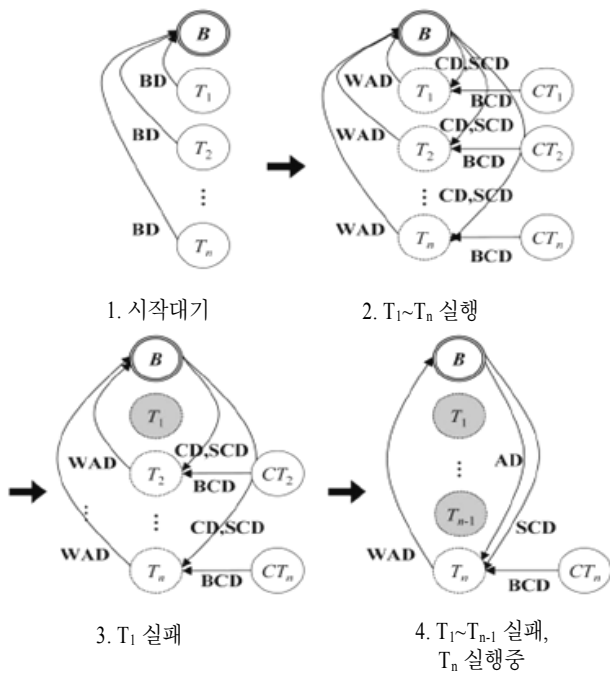 B
BD
T1
BD
T2
⋮
BD
Tn
1. 시작대기
B
CD,SCD
WAD
T1
BCD
CT1
CD,SCD
WAD
T2
BCD
CT2
⋮
CD,SCD
WAD
Tn
BCD
CTn
2. T1~Tn 실행
B
T1
CD,SCD
WAD
T2
BCD
CT2
⋮
⋮
CD,SCD
WAD
Tn
BCD
CTn
3. T1 실패
B
T1
AD
⋮
Tn-1
SCD
WAD
Tn
BCD
CTn
4. T1~Tn-1 실패,
Tn 실행중